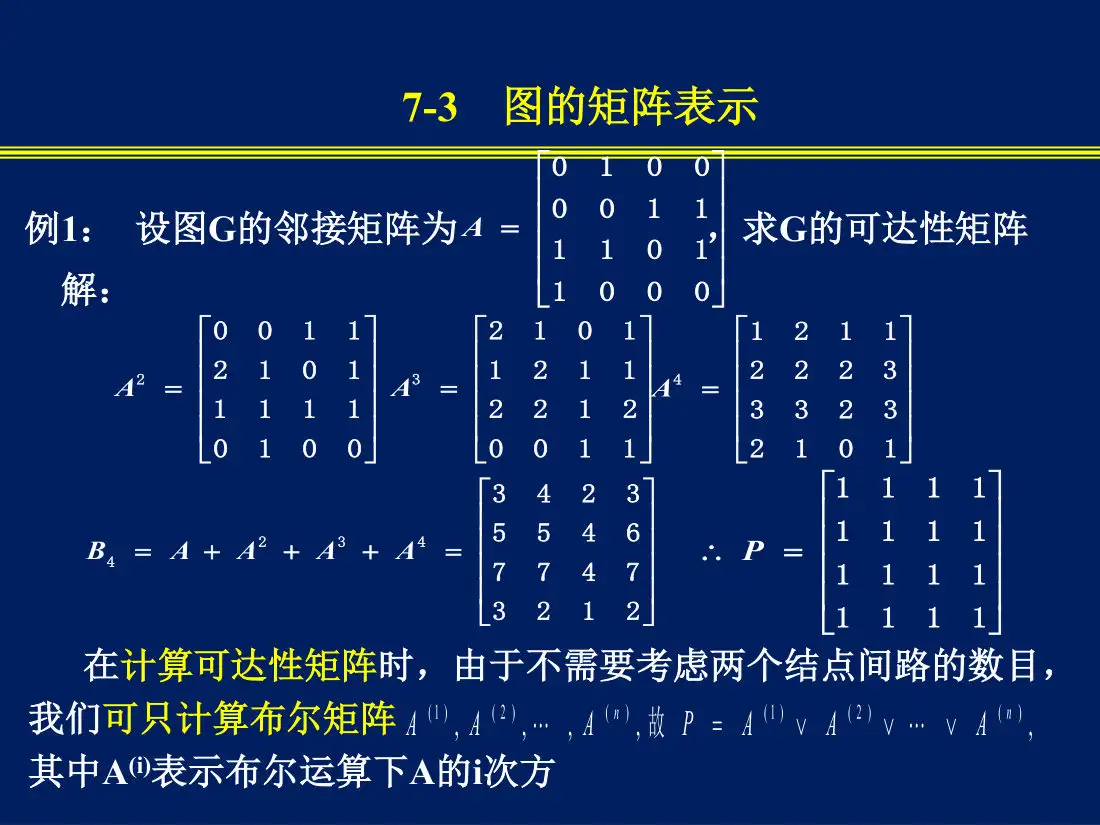 7-3 图的矩阵表示
例1： 设图G的邻接矩阵为 A = [0 1 0 0; 0 0 1 1; 1 1 0 1; 1 0 0 0] ，求G的可达性矩阵
解：
A² = [0 0 1 1; 2 1 0 1; 1 1 1 1; 0 1 0 0] A³ = [2 1 0 1; 1 2 1 1; 2 2 1 2; 0 0 1 1] A⁴ = [1 2 1 1; 2 2 2 3; 3 3 2 3; 2 1 0 1]
B₄ = A + A² + A³ + A⁴ = [3 4 2 3; 5 5 4 6; 7 7 4 7; 3 2 1 2] ∴ P = [1 1 1 1; 1 1 1 1; 1 1 1 1; 1 1 1 1]
在计算可达性矩阵时，由于不需要考虑两个结点间路的数目，
我们可只计算布尔矩阵 A⁽¹⁾, A⁽²⁾, ⋯ , A⁽ⁿ⁾, 故 P = A⁽¹⁾ ∨ A⁽²⁾ ∨ ⋯ ∨ A⁽ⁿ⁾,
其中A⁽ⁱ⁾表示布尔运算下A的i次方